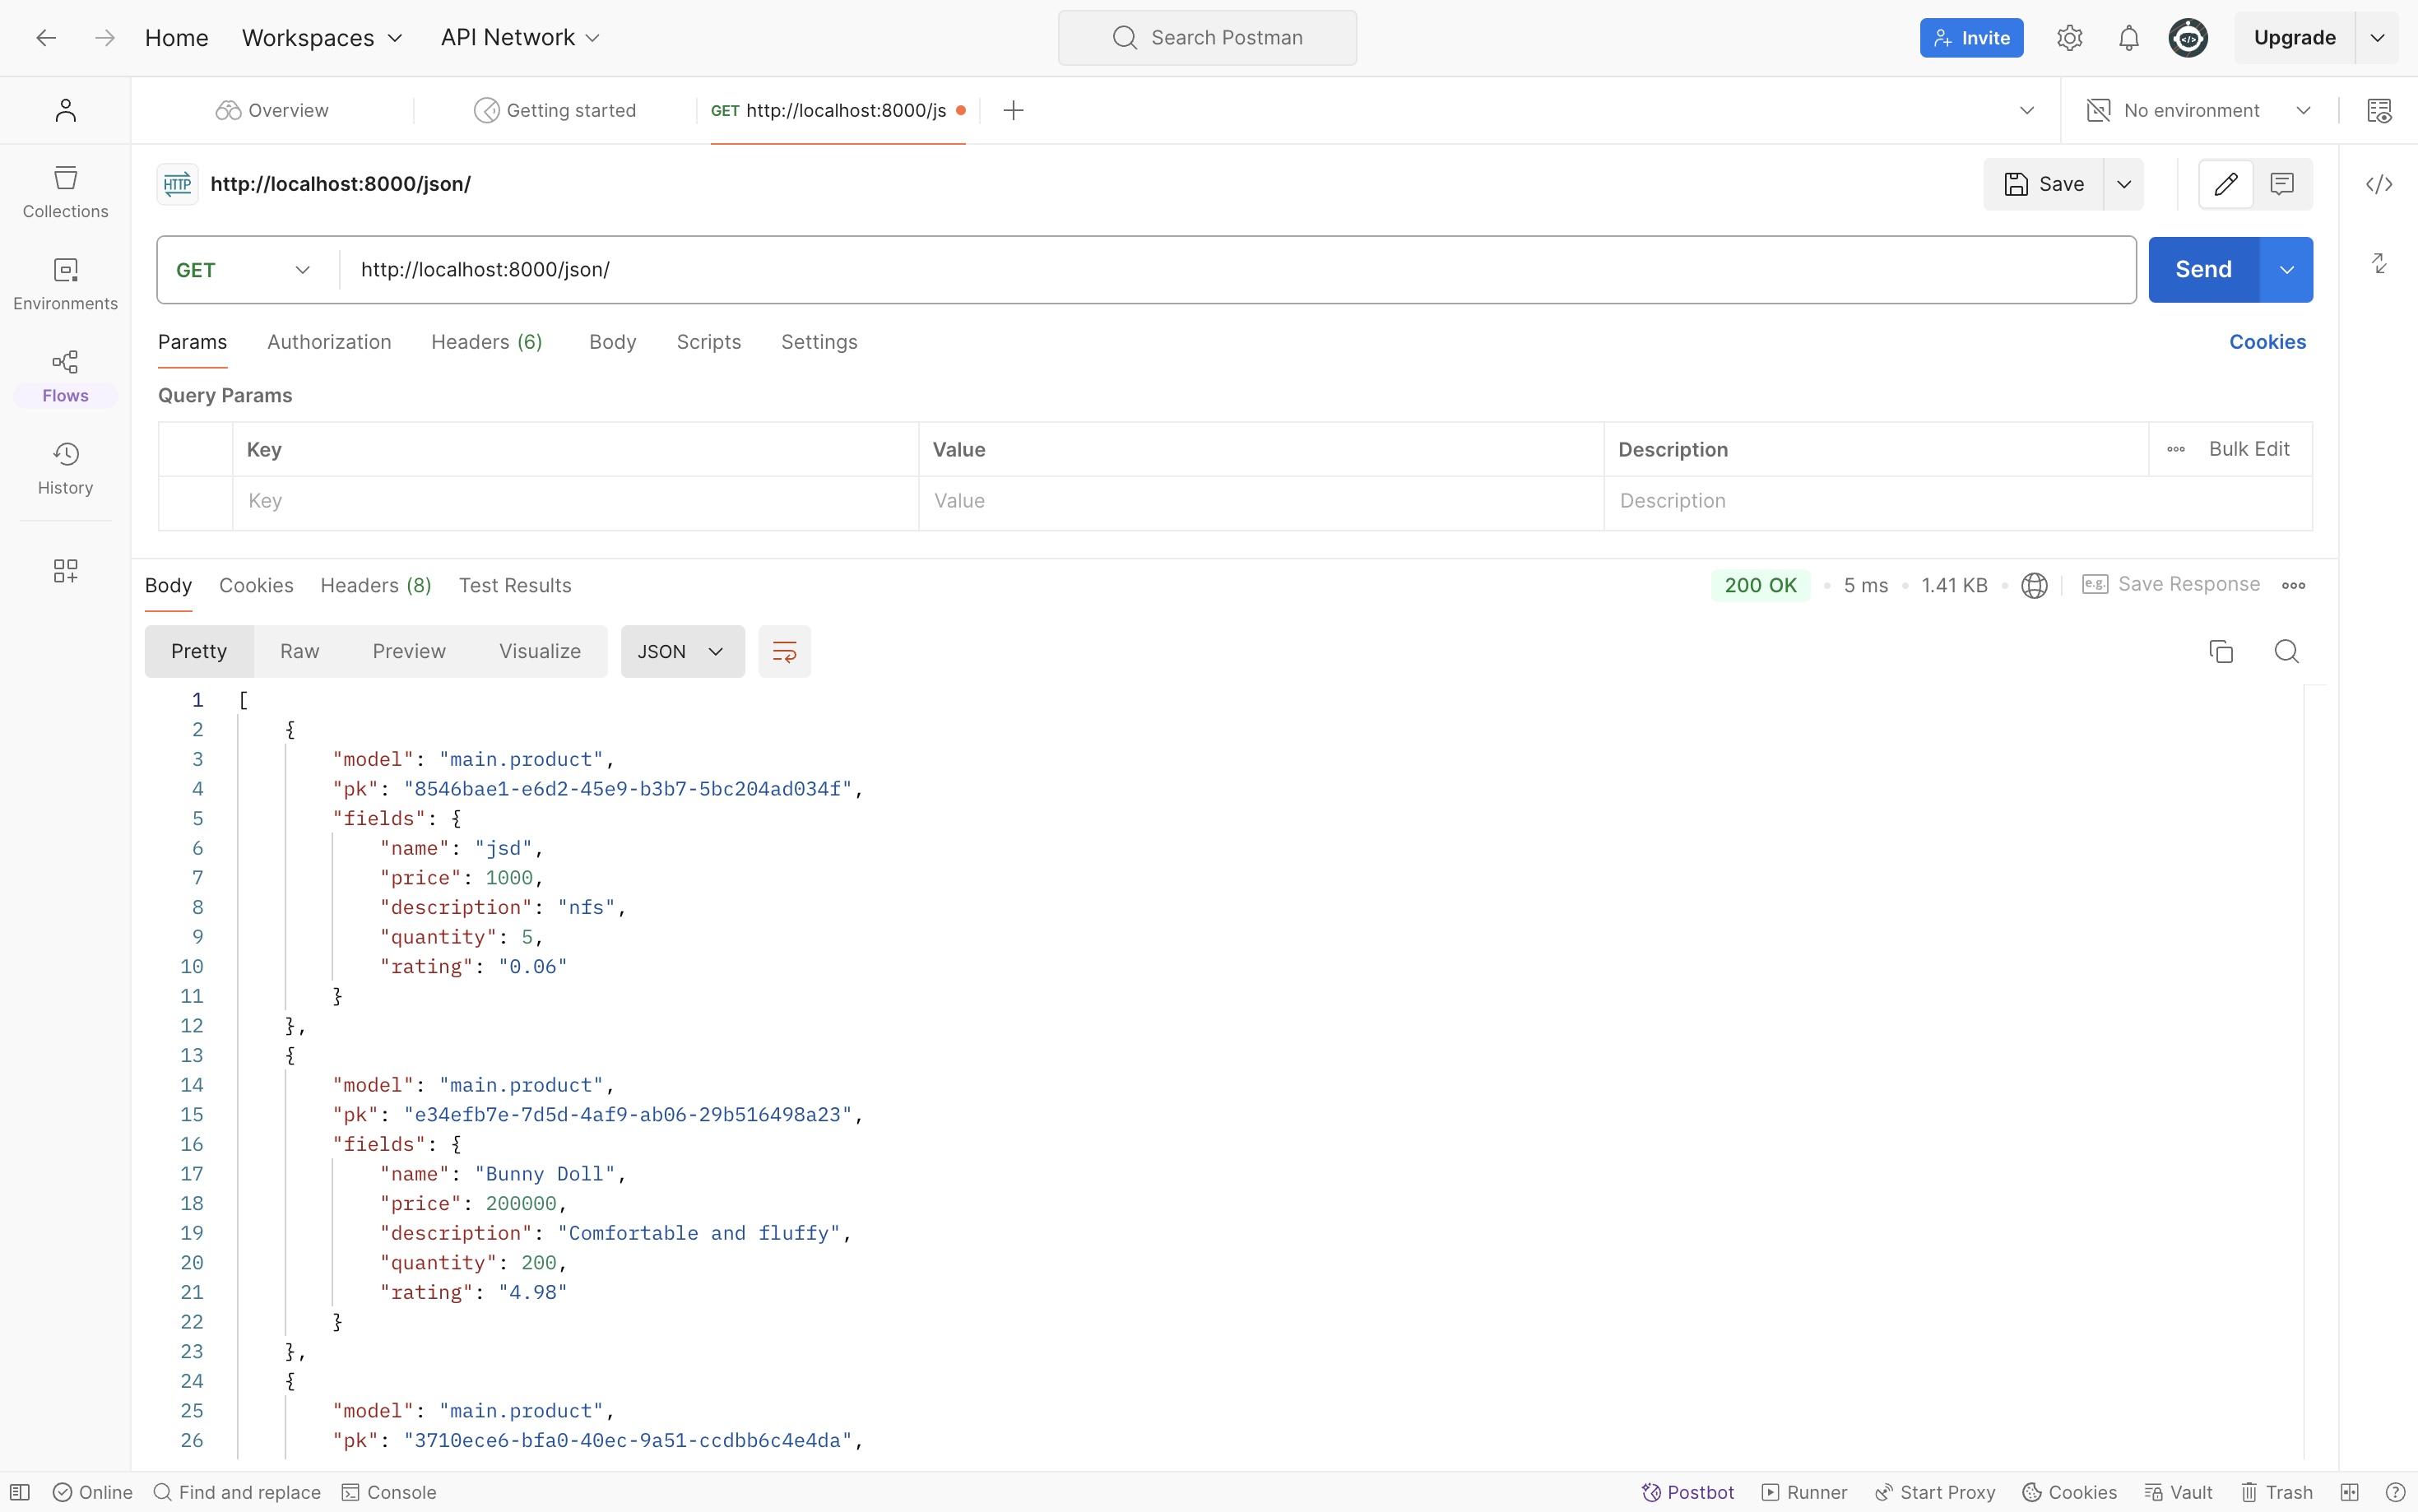 Home Workspaces API Network Search Postman Invite Upgrade
Overview Getting started GET http://localhost:8000/js No environment
HTTP http://localhost:8000/json/ Save
Collections
Environments
Flows
History
GET http://localhost:8000/json/ Send
Params Authorization Headers (6) Body Scripts Settings Cookies
Query Params
Key Value Description Bulk Edit
Key Value Description
Body Cookies Headers (8) Test Results 200 OK 5 ms 1.41 KB e.g. Save Response
Pretty Raw Preview Visualize JSON
1 [
2 {
3 "model": "main.product",
4 "pk": "8546bae1-e6d2-45e9-b3b7-5bc204ad034f",
5 "fields": {
6 "name": "jsd",
7 "price": 1000,
8 "description": "nfs",
9 "quantity": 5,
10 "rating": "0.06"
11 }
12 },
13 {
14 "model": "main.product",
15 "pk": "e34efb7e-7d5d-4af9-ab06-29b516498a23",
16 "fields": {
17 "name": "Bunny Doll",
18 "price": 200000,
19 "description": "Comfortable and fluffy",
20 "quantity": 200,
21 "rating": "4.98"
22 }
23 },
24 {
25 "model": "main.product",
26 "pk": "3710ece6-bfa0-40ec-9a51-ccdbb6c4e4da",
Online Find and replace Console Postbot Runner Start Proxy Cookies Vault Trash